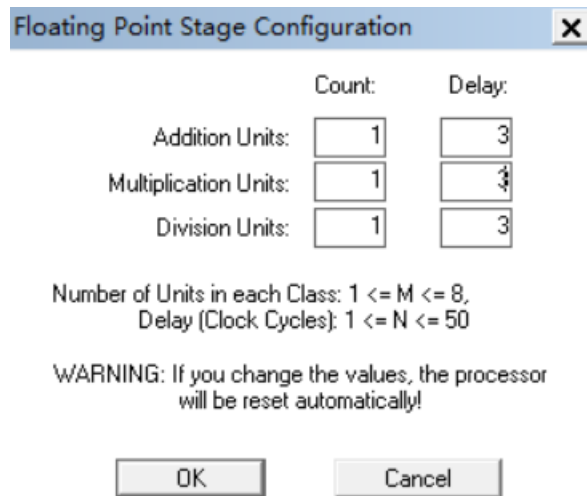 Floating Point Stage Configuration
Count: Delay:
Addition Units: 1 3
Multiplication Units: 1 3
Division Units: 1 3
Number of Units in each Class: 1 <= M <= 8,
Delay (Clock Cycles): 1 <= N <= 50
WARNING: If you change the values, the processor
will be reset automatically!
OK Cancel